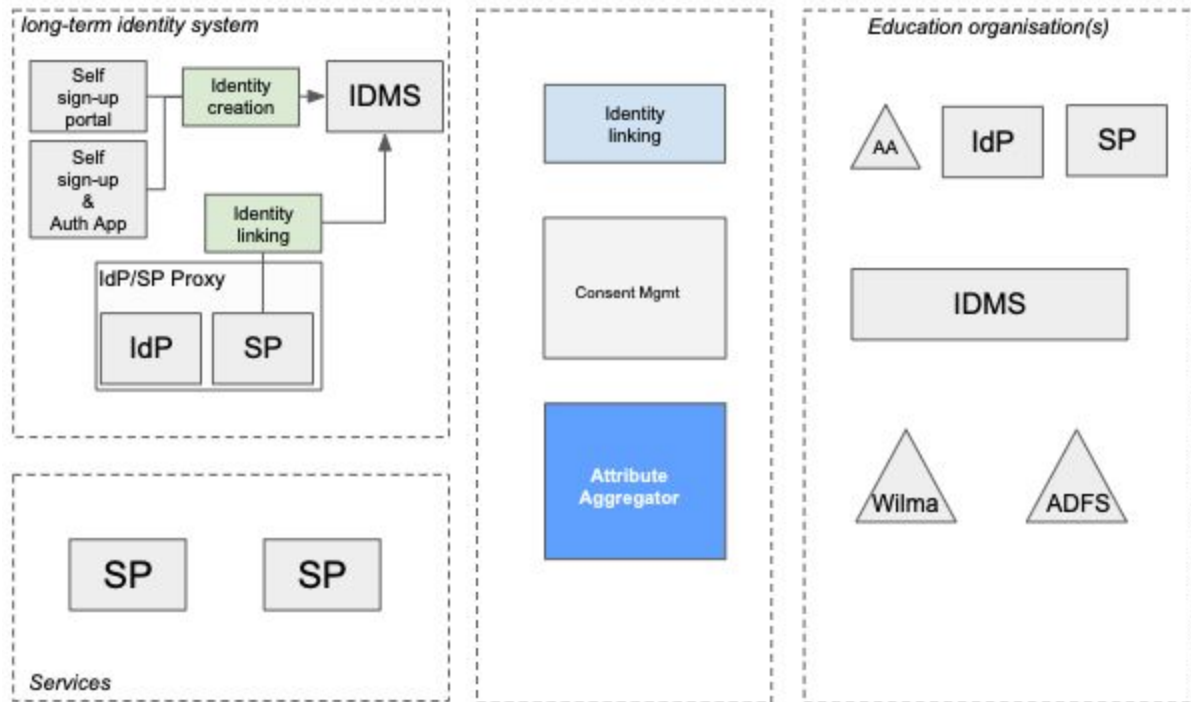 long-term identity system
Self
sign-up
portal
Identity
creation
IDMS
Self
sign-up
&
Auth App
Identity
linking
IdP/SP Proxy
IdP
SP
SP
SP
Services
Identity
linking
Consent Mgmt
Attribute
Aggregator
Education organisation(s)
AA
IdP
SP
IDMS
Wilma
ADFS